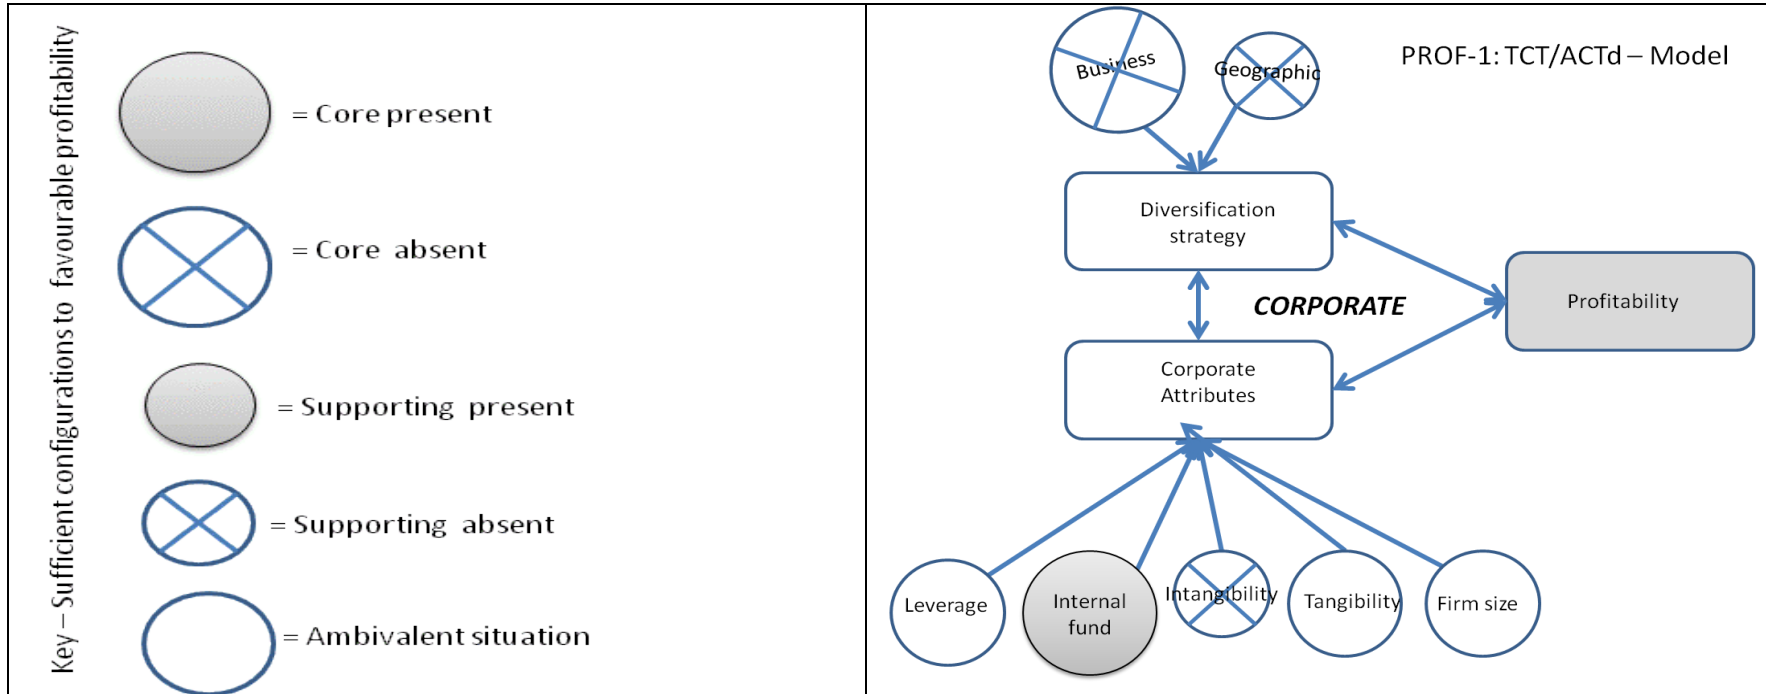 Key – Sufficient configurations to favourable profitability
= Core present
= Core absent
= Supporting present
= Supporting absent
= Ambivalent situation
PROF-1: TCT/ACTd – Model
Business
Geographic
Diversification
strategy
CORPORATE
Profitability
Corporate
Attributes
Leverage
Internal
fund
Intangibility
Tangibility
Firm size